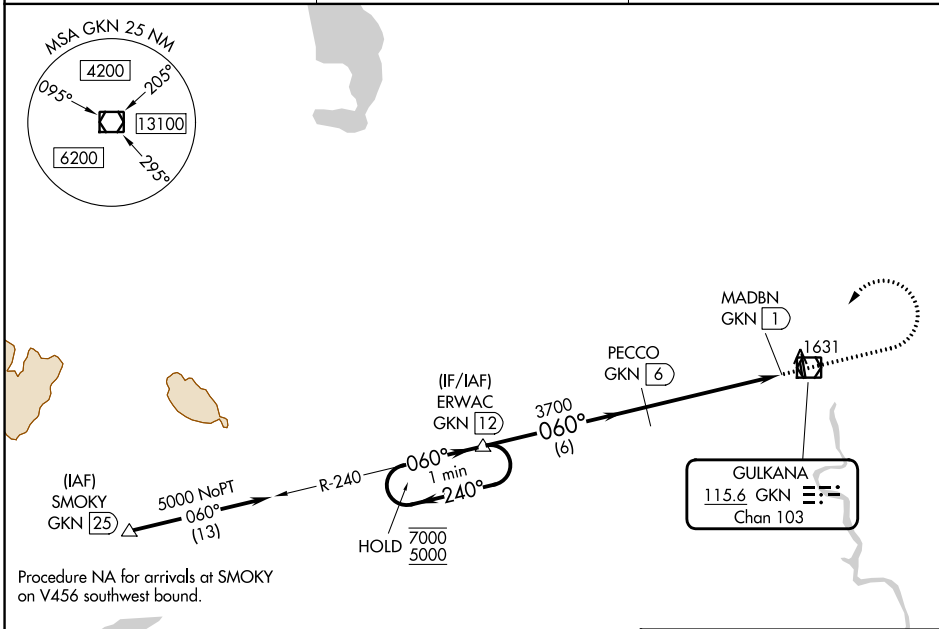 MSA GKN 25 NM
4200
095°
205°
13100
6200
295°
MADBN
GKN 1
1631
PECCO
GKN 6
(IF/IAF)
ERWAC
GKN 12
3700
060°
(6)
060°
1 min
240°
R-240
(IAF)
SMOKY
GKN 25
5000 NoPT
060°
(13)
HOLD
7000
5000
GULKANA
115.6 GKN
Chan 103
Procedure NA for arrivals at SMOKY
on V456 southwest bound.